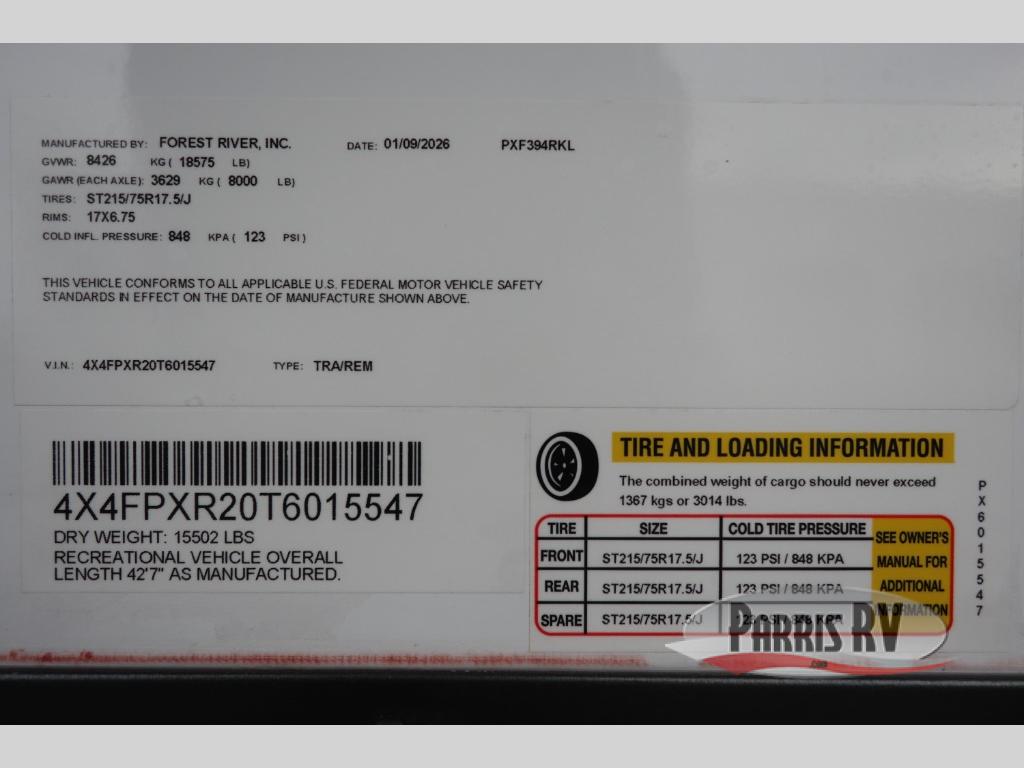 MANUFACTURED BY: FOREST RIVER, INC. DATE: 01/09/2026 PXF394RKL
GVWR: 8426 KG ( 18575 LB)
GAWR (EACH AXLE): 3629 KG ( 8000 LB)
TIRES: ST215/75R17.5/J
RIMS: 17X6.75
COLD INFL. PRESSURE: 848 KPA ( 123 PSI )
THIS VEHICLE CONFORMS TO ALL APPLICABLE U.S. FEDERAL MOTOR VEHICLE SAFETY
STANDARDS IN EFFECT ON THE DATE OF MANUFACTURE SHOWN ABOVE.
V.I.N.: 4X4FPXR20T6015547 TYPE: TRA/REM
4X4FPXR20T6015547
DRY WEIGHT: 15502 LBS
RECREATIONAL VEHICLE OVERALL
LENGTH 42'7" AS MANUFACTURED.
TIRE AND LOADING INFORMATION
The combined weight of cargo should never exceed
1367 kgs or 3014 lbs.
TIRE SIZE COLD TIRE PRESSURE
FRONT ST215/75R17.5/J 123 PSI / 848 KPA
REAR ST215/75R17.5/J 123 PSI / 848 KPA
SPARE ST215/75R17.5/J 123 PSI / 848 KPA
SEE OWNER'S
MANUAL FOR
ADDITIONAL
INFORMATION
PX6015547
PARRIS RV
.com